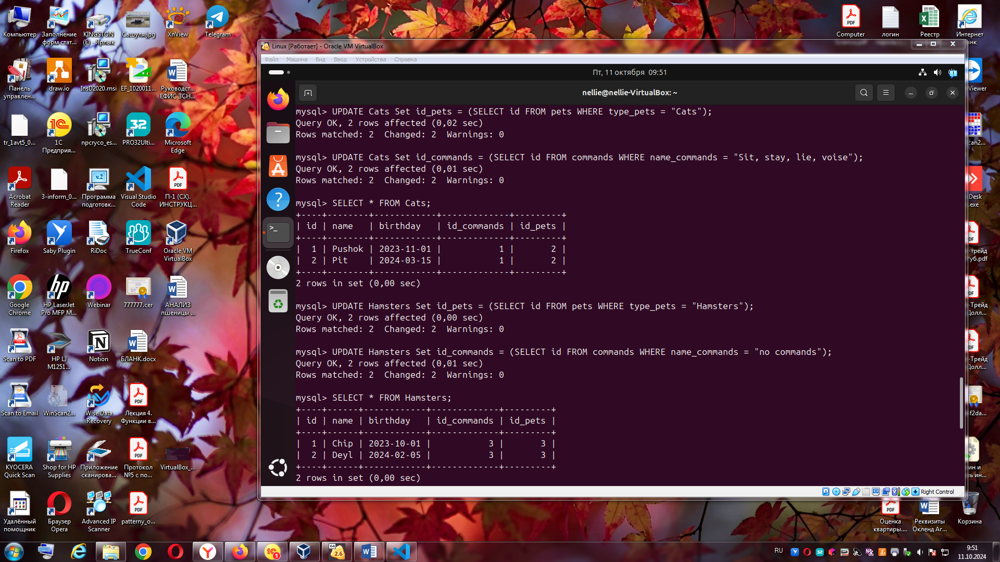 Компьютер
Заполнение форм стат...
KINGSTON (E) - Ярлык
Сашуля.jpg
XnView
Telegram
Панель управлен...
draw.io
InsD2020.msi
EF_1020011...
Руководст... ЕФИС ЗСН...
tr_1avt5_0...
1С Предприя...
npcryco_es...
PRO32Ulti...
Microsoft Edge
Acrobat Reader
3-inform_0...
Программа подготовк...
Visual Studio Code
П-1 (СХ). ИНСТРУКЦ...
Firefox
Saby Plugin
RiDoc
TrueConf
Oracle VM VirtualBox
Google Chrome
HP LaserJet Pro MFP M...
Webinar
777777.cer
АНАЛИЗ пшеницы ...
Scan to PDF
HP LJ M1251...
Notion
БЛАНК.docx
Scan to Email
WinScan2...
Wise Data Recovery
Лекция 4. Функции в...
KYOCERA Quick Scan
Shop for HP Supplies
Приложение сканирова...
Протокол №5 с по...
VirtualBox_...
Удалённый помощник
Браузер Opera
Advanced IP Scanner
patterny_o...
Computer
логин
Реестр
Интернет
нк
Viewer
can2...
Desk
.exe
-трейд
уб.pdf
-Трейд
Долл...
-Трейд
Долл...
f2da...
ин и
ь ин...
Оценка квартиры....
Реквизиты Окленд Аг...
Корзина
Linux [Работает] - Oracle VM VirtualBox
Файл Машина Вид Ввод Устройства Справка
Пт, 11 октября 09:51
nellie@nellie-VirtualBox: ~
mysql> UPDATE Cats Set id_pets = (SELECT id FROM pets WHERE type_pets = "Cats");
Query OK, 2 rows affected (0,02 sec)
Rows matched: 2  Changed: 2  Warnings: 0
mysql> UPDATE Cats Set id_commands = (SELECT id FROM commands WHERE name_commands = "Sit, stay, lie, voise");
Query OK, 2 rows affected (0,01 sec)
Rows matched: 2  Changed: 2  Warnings: 0
mysql> SELECT * FROM Cats;
+----+--------+------------+-------------+---------+
| id | name   | birthday   | id_commands | id_pets |
+----+--------+------------+-------------+---------+
|  1 | Pushok | 2023-11-01 |           1 |       2 |
|  2 | Pit    | 2024-03-15 |           1 |       2 |
+----+--------+------------+-------------+---------+
2 rows in set (0,00 sec)
mysql> UPDATE Hamsters Set id_pets = (SELECT id FROM pets WHERE type_pets = "Hamsters");
Query OK, 2 rows affected (0,00 sec)
Rows matched: 2  Changed: 2  Warnings: 0
mysql> UPDATE Hamsters Set id_commands = (SELECT id FROM commands WHERE name_commands = "no commands");
Query OK, 2 rows affected (0,01 sec)
Rows matched: 2  Changed: 2  Warnings: 0
mysql> SELECT * FROM Hamsters;
+----+------+------------+-------------+---------+
| id | name | birthday   | id_commands | id_pets |
+----+------+------------+-------------+---------+
|  1 | Chip | 2023-10-01 |           3 |       3 |
|  2 | Deyl | 2024-02-05 |           3 |       3 |
+----+------+------------+-------------+---------+
2 rows in set (0,00 sec)
Right Control
RU
9:51
11.10.2024